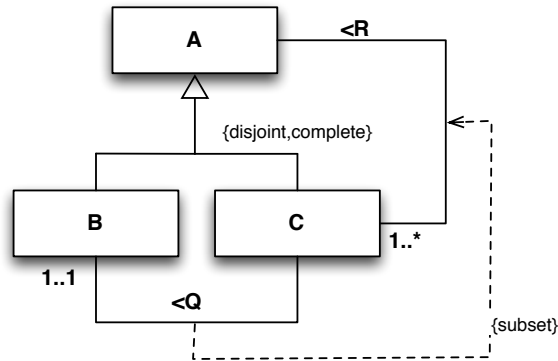 A
<R
{disjoint,complete}
B
C
1..1
1..*
<Q
{subset}